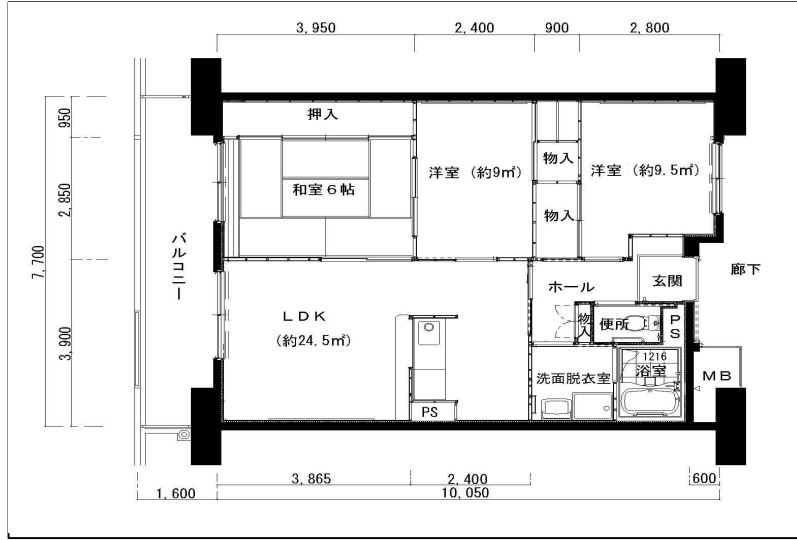 3,950
2,400
900
2,800
950
2,850
7,700
3,900
押入
和室６帖
洋室（約9㎡）
物入
物入
洋室（約9.5㎡）
バルコニー
LDK
（約24.5㎡）
ホール
玄関
廊下
物入
便所
PS
洗面脱衣室
1216
浴室
MB
PS
3,865
2,400
600
1,600
10,050